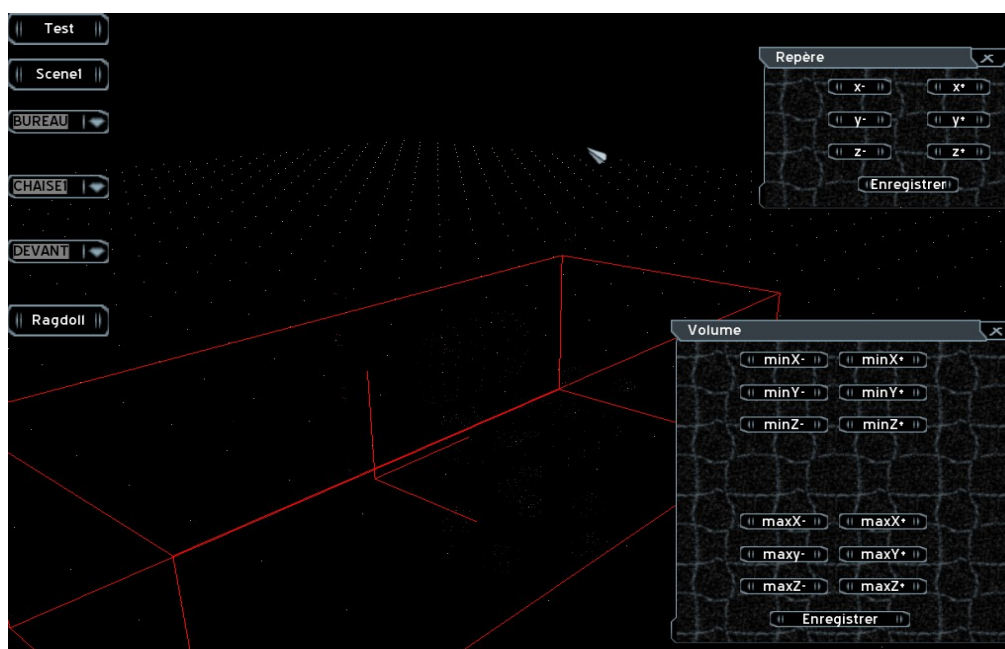 Test
Scene1
BUREAU
CHAISE1
DEVANT
Ragdoll
Repère
x- x+
y- y+
z- z+
Enregistrer
Volume
minX- minX+
minY- minY+
minZ- minZ+
maxX- maxX+
maxy- maxY+
maxZ- maxZ+
Enregistrer